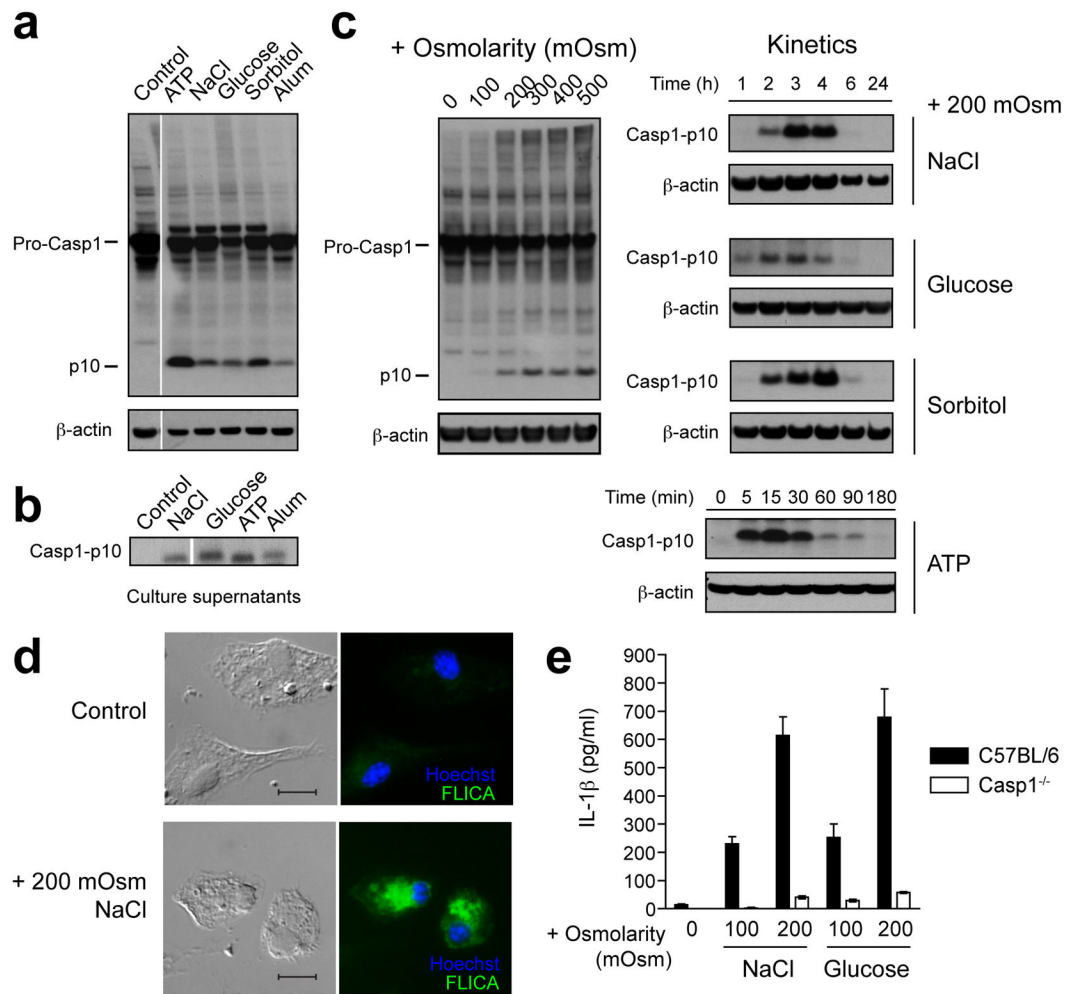 a
Control
ATP
NaCl
Glucose
Sorbitol
Alum
Pro-Casp1
p10
β-actin
b
Control
NaCl
Glucose
ATP
Alum
Casp1-p10
Culture supernatants
c
+ Osmolarity (mOsm)
0 100 200 300 400 500
Pro-Casp1
p10
β-actin
Kinetics
Time (h) 1 2 3 4 6 24
+ 200 mOsm
Casp1-p10
β-actin
NaCl
Casp1-p10
β-actin
Glucose
Casp1-p10
β-actin
Sorbitol
Time (min) 0 5 15 30 60 90 180
Casp1-p10
β-actin
ATP
d
Control
Hoechst
FLICA
+ 200 mOsm
NaCl
Hoechst
FLICA
e
900
800
700
600
500
400
300
200
100
0
IL-1β (pg/ml)
C57BL/6
Casp1-/-
+ Osmolarity
(mOsm)
0 100 200 100 200
NaCl Glucose